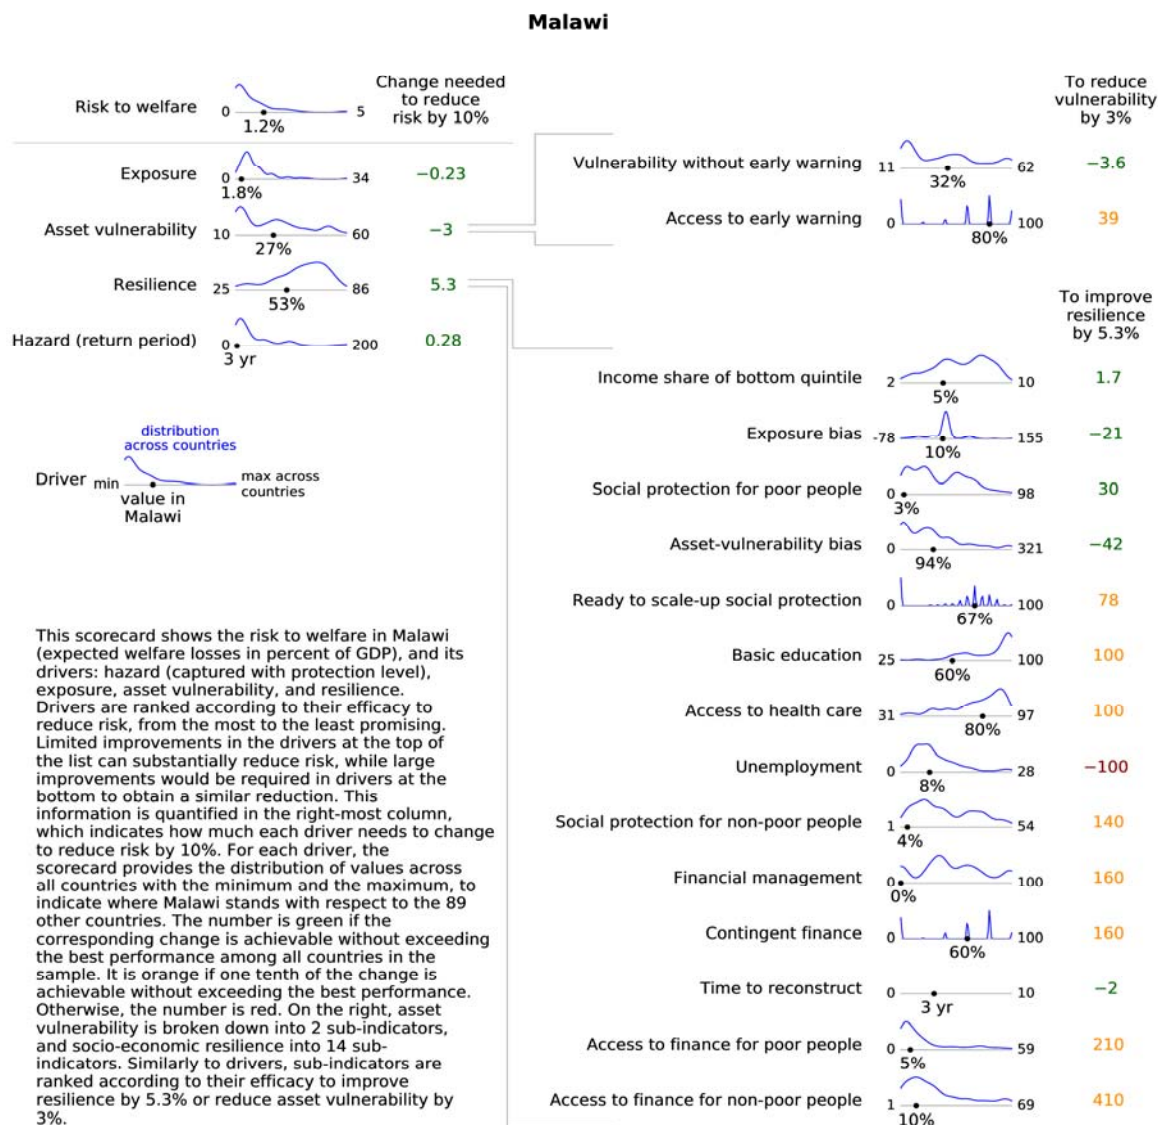 Malawi
Change needed
to reduce
risk by 10%
Risk to welfare 0 5
1.2%
Exposure 0 34 −0.23
1.8%
Asset vulnerability 10 60 −3
27%
Resilience 25 86 5.3
53%
Hazard (return period) 0 200 0.28
3 yr
distribution
across countries
Driver min max across
countries
value in
Malawi
This scorecard shows the risk to welfare in Malawi
(expected welfare losses in percent of GDP), and its
drivers: hazard (captured with protection level),
exposure, asset vulnerability, and resilience.
Drivers are ranked according to their efficacy to
reduce risk, from the most to the least promising.
Limited improvements in the drivers at the top of
the list can substantially reduce risk, while large
improvements would be required in drivers at the
bottom to obtain a similar reduction. This
information is quantified in the right-most column,
which indicates how much each driver needs to change
to reduce risk by 10%. For each driver, the
scorecard provides the distribution of values across
all countries with the minimum and the maximum, to
indicate where Malawi stands with respect to the 89
other countries. The number is green if the
corresponding change is achievable without exceeding
the best performance among all countries in the
sample. It is orange if one tenth of the change is
achievable without exceeding the best performance.
Otherwise, the number is red. On the right, asset
vulnerability is broken down into 2 sub-indicators,
and socio-economic resilience into 14 sub-
indicators. Similarly to drivers, sub-indicators are
ranked according to their efficacy to improve
resilience by 5.3% or reduce asset vulnerability by
3%.
To reduce
vulnerability
by 3%
Vulnerability without early warning 11 62 −3.6
32%
Access to early warning 0 100 39
80%
To improve
resilience
by 5.3%
Income share of bottom quintile 2 10 1.7
5%
Exposure bias -78 155 −21
10%
Social protection for poor people 0 98 30
3%
Asset-vulnerability bias 0 321 −42
94%
Ready to scale-up social protection 0 100 78
67%
Basic education 25 100 100
60%
Access to health care 31 97 100
80%
Unemployment 0 28 −100
8%
Social protection for non-poor people 1 54 140
4%
Financial management 0 100 160
0%
Contingent finance 0 100 160
60%
Time to reconstruct 0 10 −2
3 yr
Access to finance for poor people 0 59 210
5%
Access to finance for non-poor people 1 69 410
10%